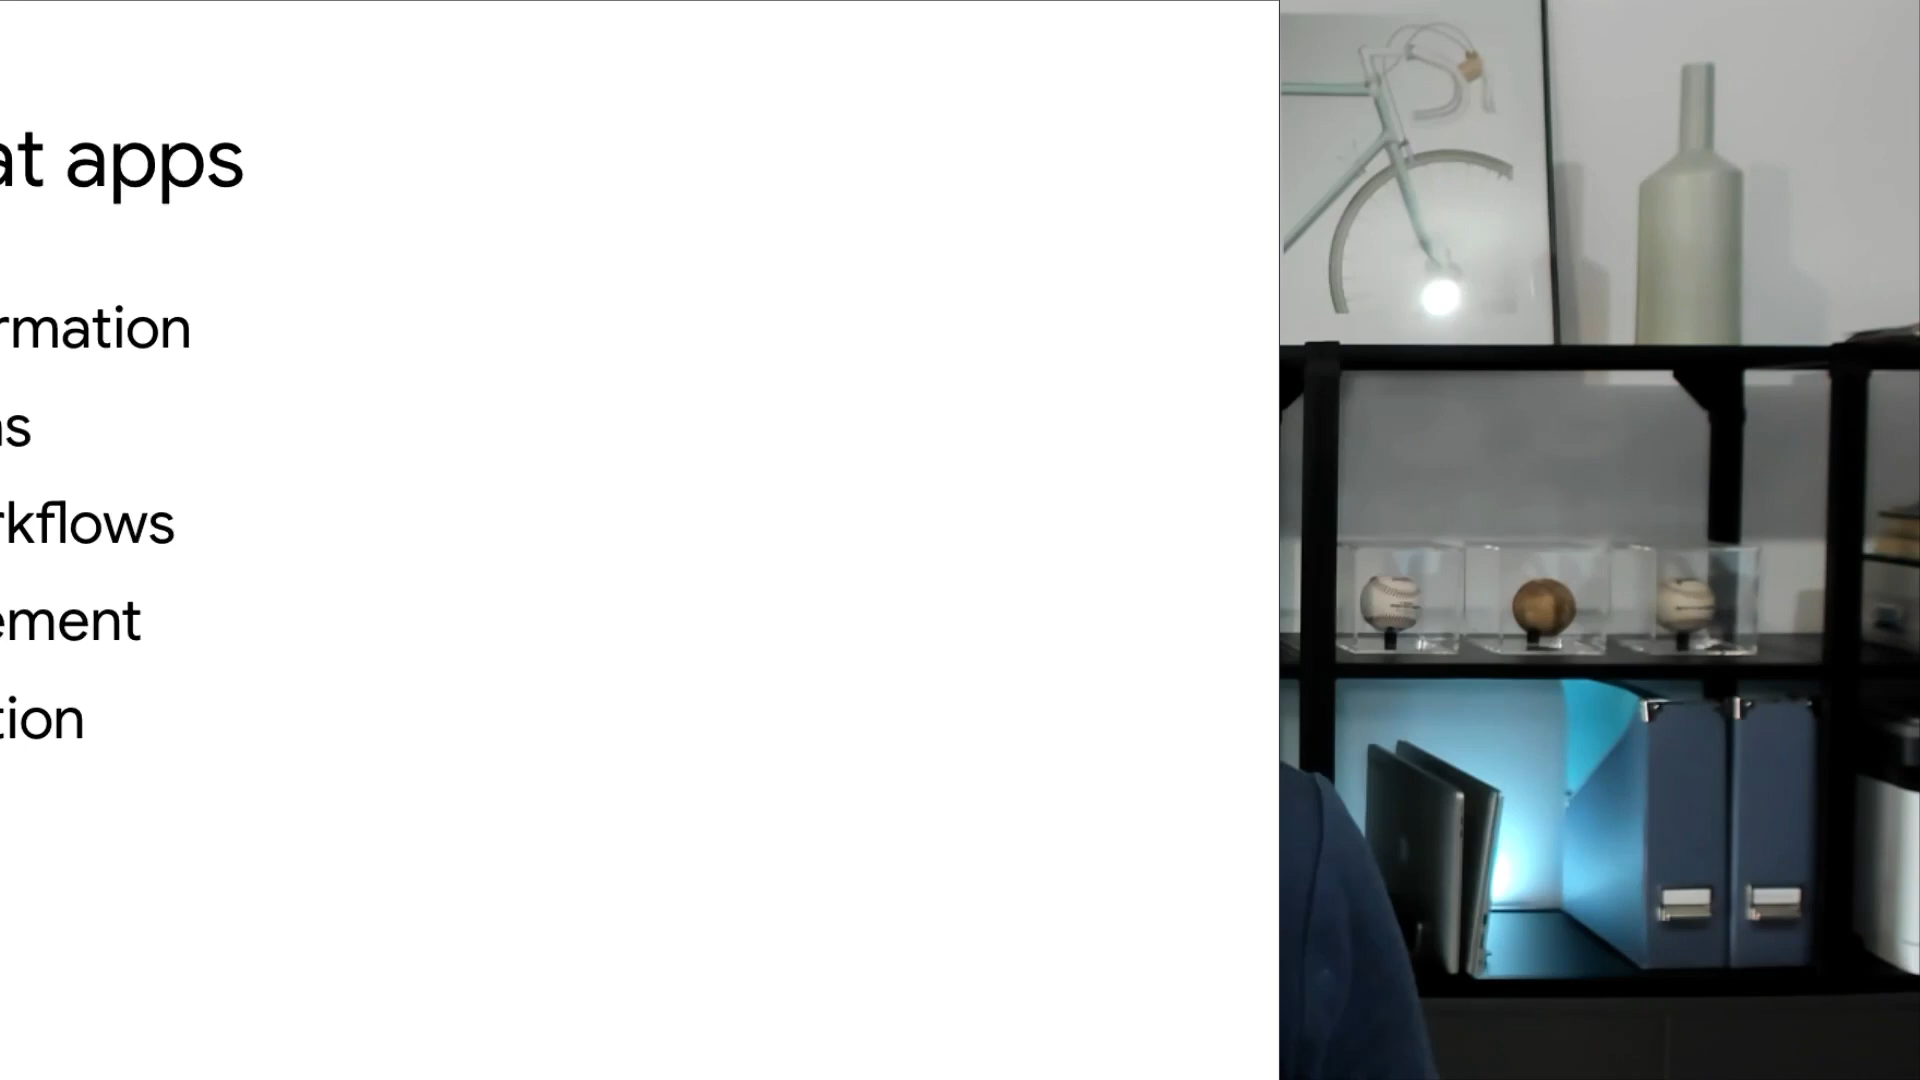 at apps
rmation
ns
rkflows
ement
tion